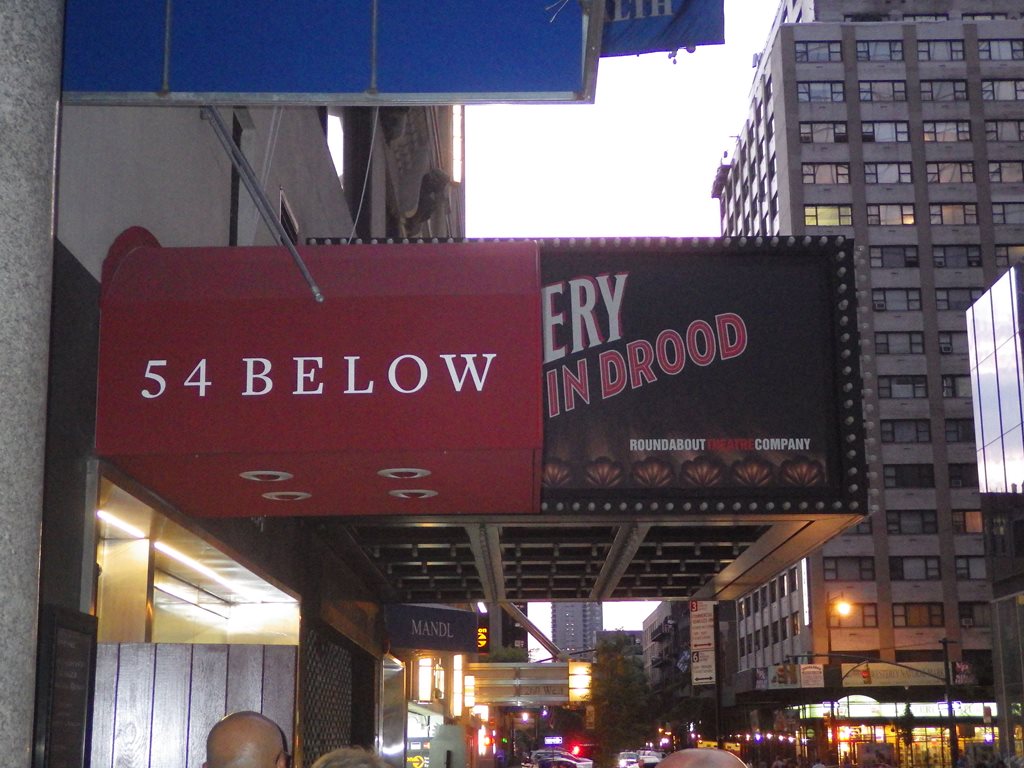 54 BELOW
ERY
IN DROOD
ROUNDABOUT THEATRE COMPANY
MANDL